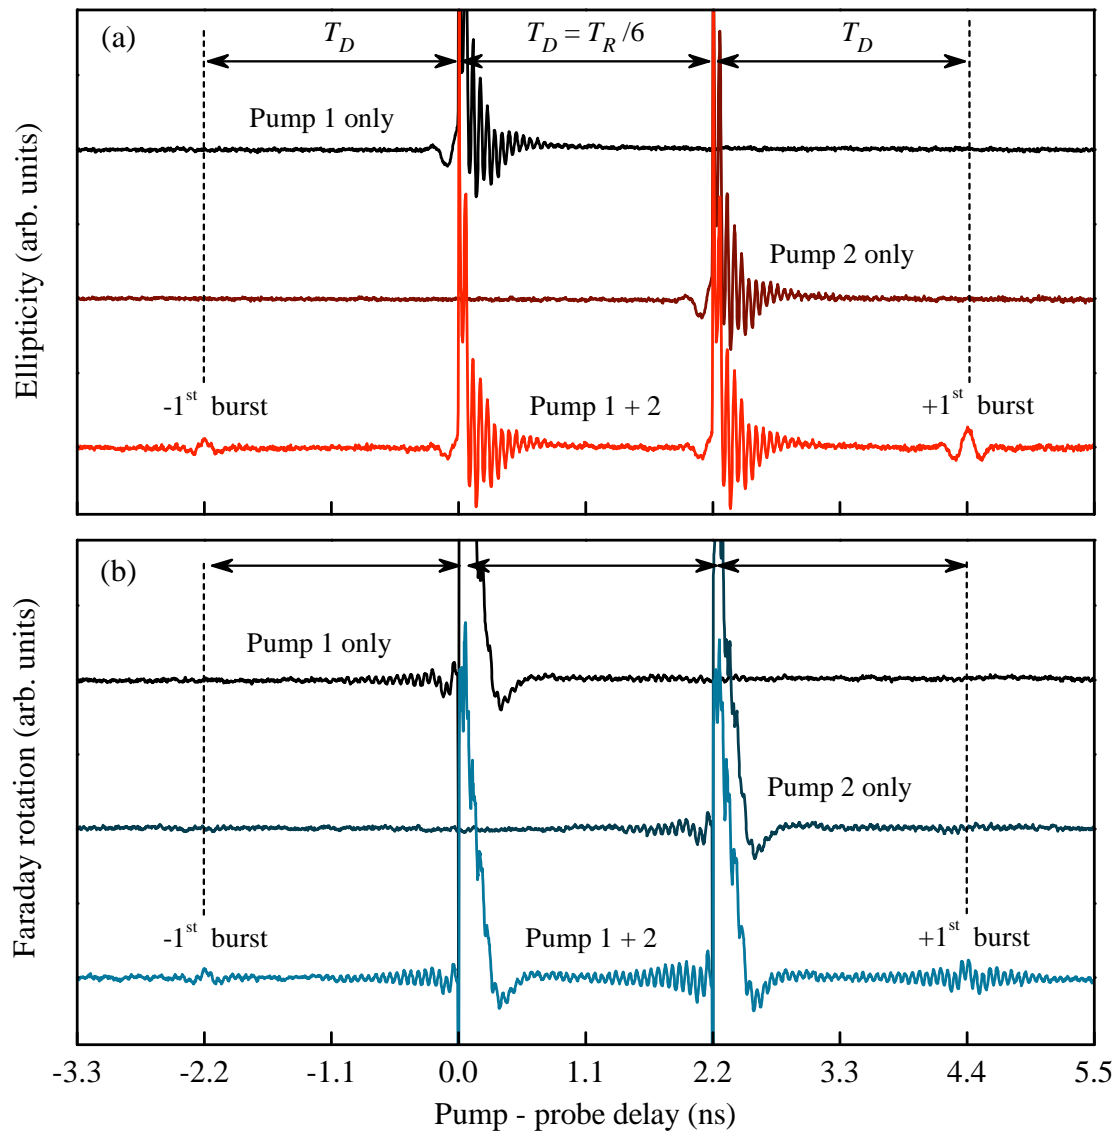 (a)
T_D
T_D = T_R /6
T_D
Pump 1 only
Pump 2 only
-1st burst
Pump 1 + 2
+1st burst
Ellipticity (arb. units)
(b)
Pump 1 only
Pump 2 only
-1st burst
Pump 1 + 2
+1st burst
Faraday rotation (arb. units)
-3.3 -2.2 -1.1 0.0 1.1 2.2 3.3 4.4 5.5
Pump - probe delay (ns)